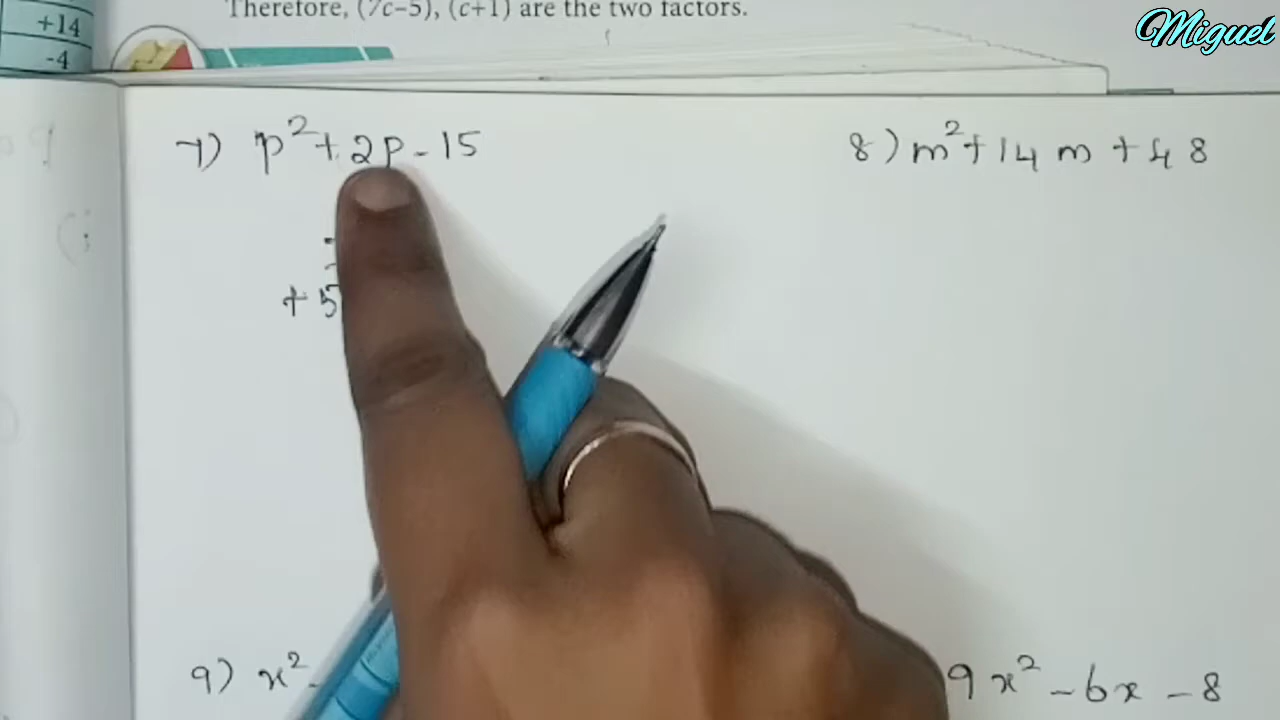 Therefore, (7c–5), (c+1) are the two factors.
Miguel
+14
-4
7) p² + 2p - 15
8) m² + 14 m + 48
+ 5
9) x² -
9x² - 6x - 8